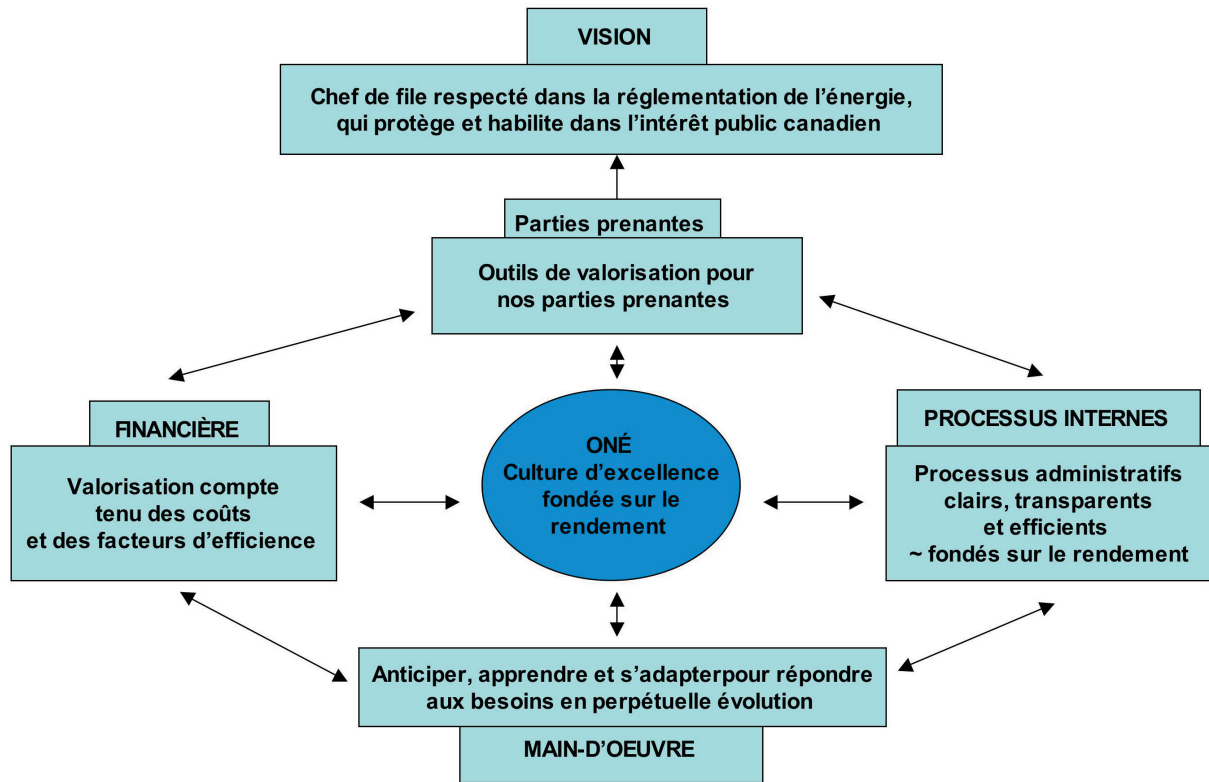 VISION
Chef de file respecté dans la réglementation de l’énergie,
qui protège et habilite dans l’intérêt public canadien
Parties prenantes
Outils de valorisation pour
nos parties prenantes
FINANCIÈRE
Valorisation compte
tenu des coûts
et des facteurs d’efficience
ONÉ
Culture d’excellence
fondée sur le
rendement
PROCESSUS INTERNES
Processus administratifs
clairs, transparents
et efficients
~ fondés sur le rendement
Anticiper, apprendre et s’adapterpour répondre
aux besoins en perpétuelle évolution
MAIN-D’OEUVRE